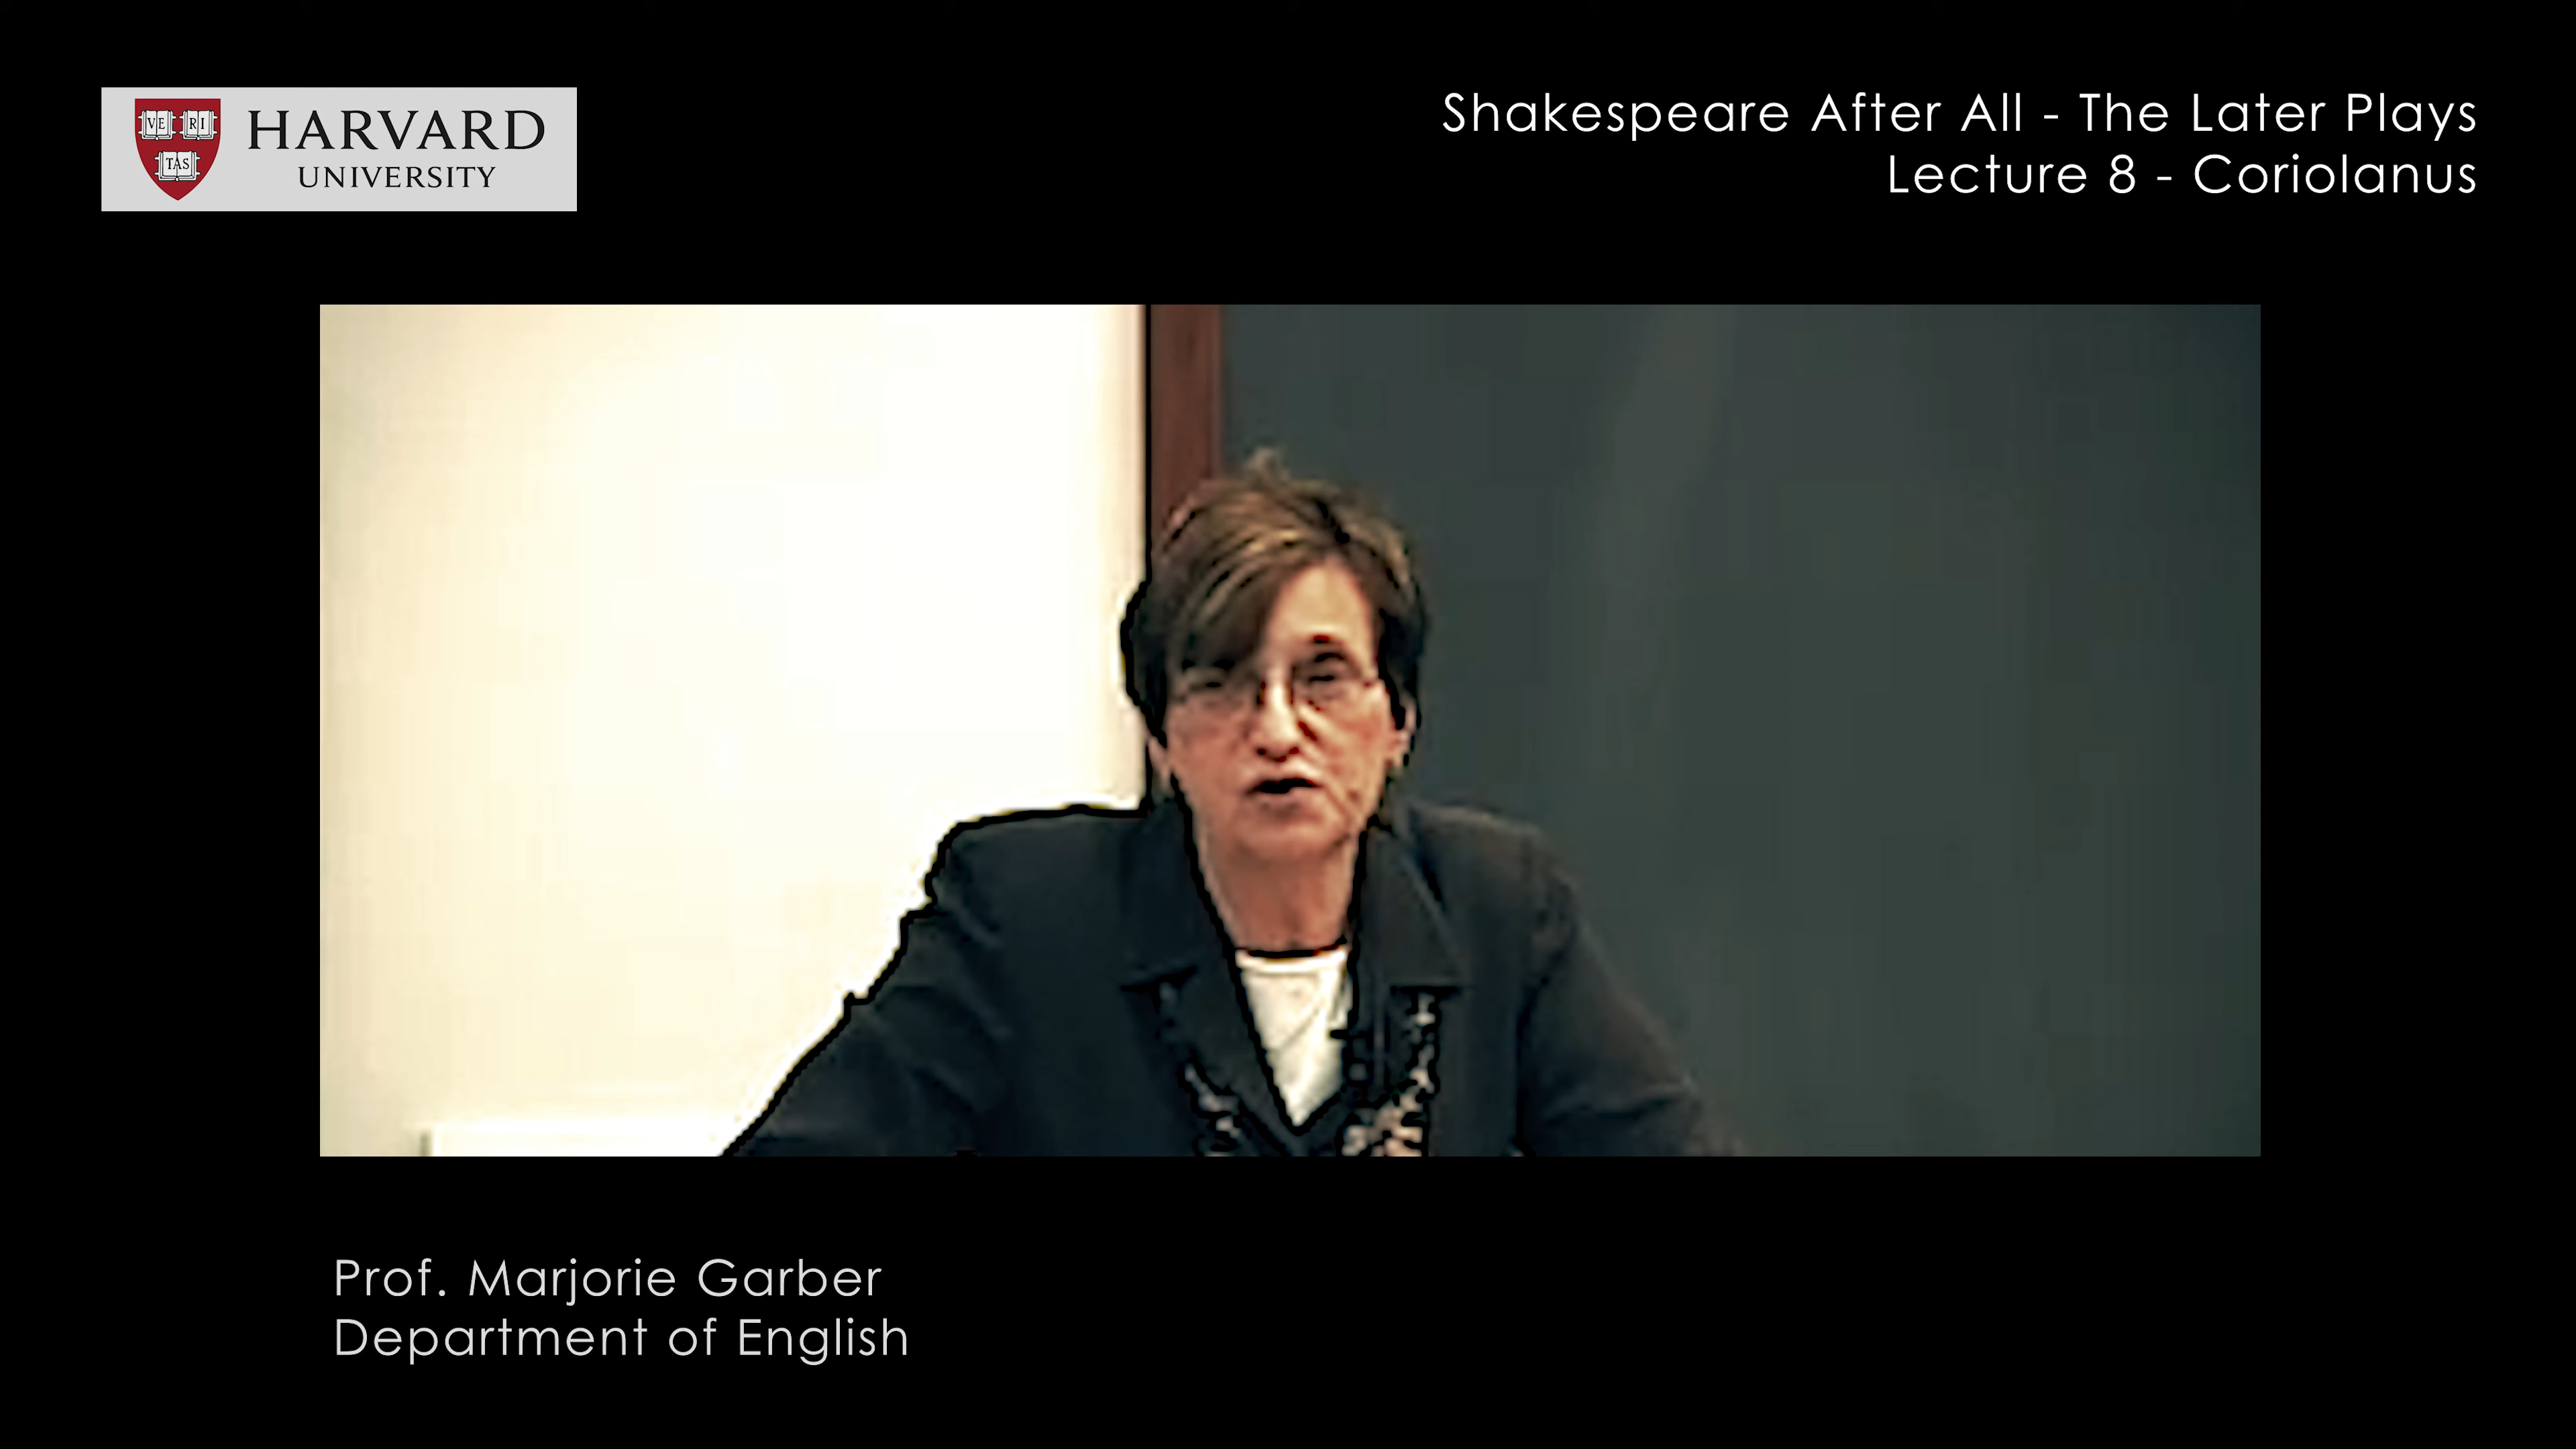 VE RI
TAS
HARVARD
UNIVERSITY
Shakespeare After All - The Later Plays
Lecture 8 - Coriolanus
Prof. Marjorie Garber
Department of English